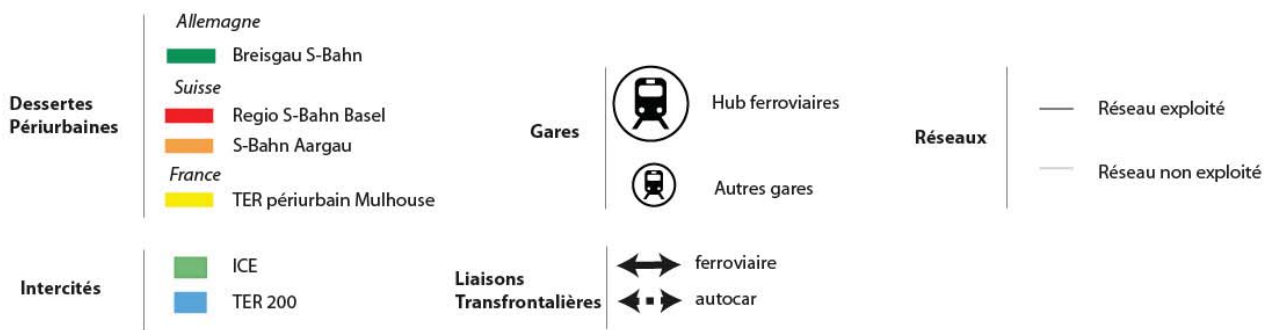 Dessertes
Périurbaines
Allemagne
Breisgau S-Bahn
Suisse
Regio S-Bahn Basel
S-Bahn Aargau
France
TER périurbain Mulhouse
Gares
Hub ferroviaires
Autres gares
Réseaux
Réseau exploité
Réseau non exploité
Intercités
ICE
TER 200
Liaisons
Transfrontalières
ferroviaire
autocar